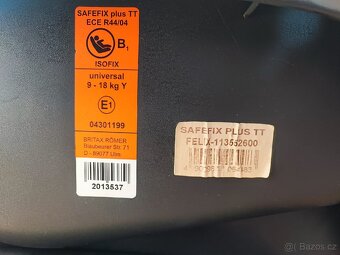 SAFEFIX plus TT
ECE R44/04
B1
ISOFIX
universal
9 - 18 kg Y
E1
04301199
BRITAX RÖMER
Blaubeurer Str. 71
D - 89077 Ulm
2013537
SAFEFIX PLUS TT
FELIX-113552600
Bazos.cz